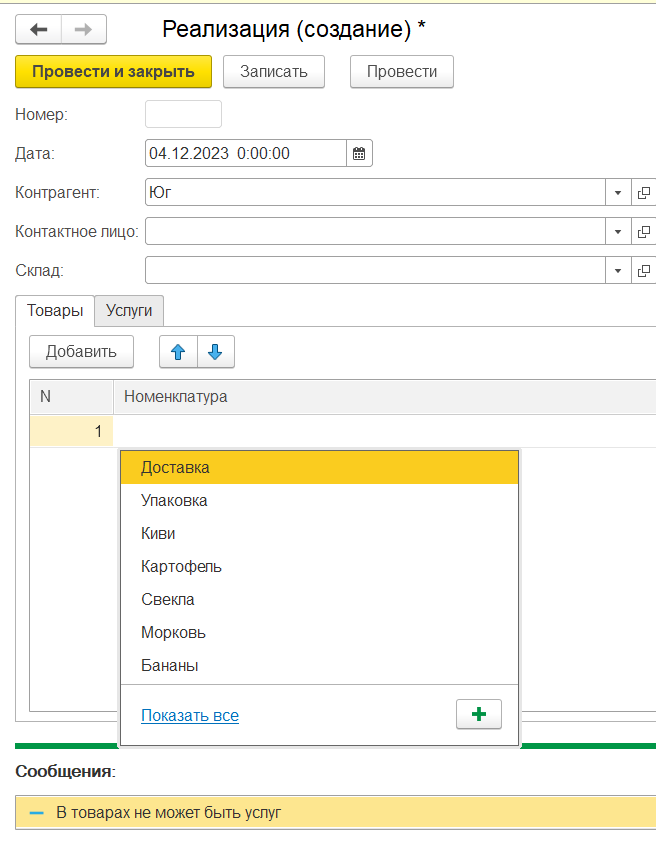 Реализация (создание) *
Провести и закрыть Записать Провести
Номер:
Дата: 04.12.2023 0:00:00
Контрагент: Юг
Контактное лицо:
Склад:
Товары Услуги
Добавить
N Номенклатура
1
Доставка
Упаковка
Киви
Картофель
Свекла
Морковь
Бананы
Показать все
Сообщения:
В товарах не может быть услуг